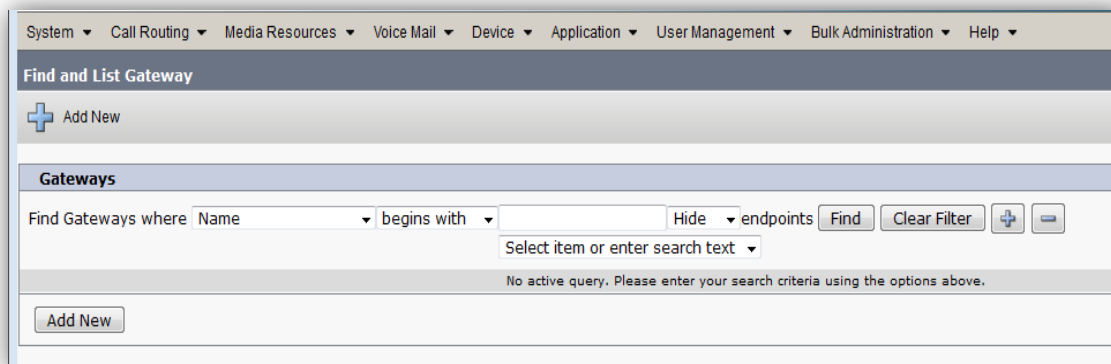 System Call Routing Media Resources Voice Mail Device Application User Management Bulk Administration Help
Find and List Gateway
Add New
Gateways
Find Gateways where Name begins with Hide endpoints Find Clear Filter
Select item or enter search text
No active query. Please enter your search criteria using the options above.
Add New